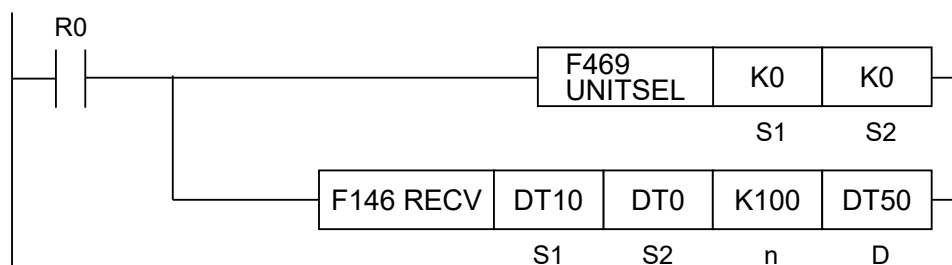 R0
F469 UNITSEL K0 K0
S1 S2
F146 RECV DT10 DT0 K100 DT50
S1 S2 n D